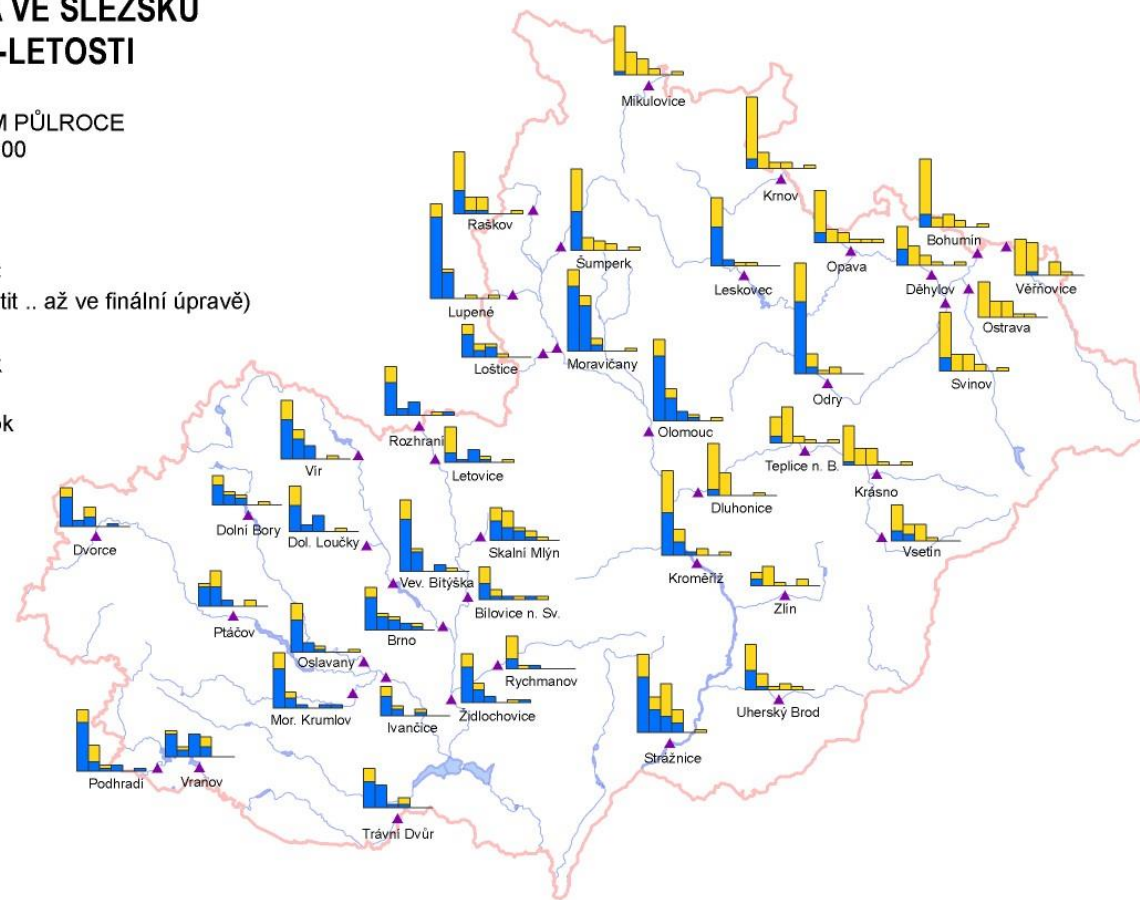 A VE SLEZSKU
-LETOSTI
M PŮLROCE
00
:
tit .. až ve finální úpravě)
k
ok
Mikulovice
Krnov
Raškov
Šumperk
Bohumín
Opava
Leskovec
Děhylov
Věřňovice
Lupené
Ostrava
Loštice
Moravičany
Svinov
Odry
Rozhraní
Olomouc
Vír
Letovice
Teplice n. B.
Krásno
Dluhonice
Dolní Bory
Dol. Loučky
Skalní Mlýn
Vsetín
Dvorce
Vev. Bítýška
Kroměříž
Bílovice n. Sv.
Zlín
Ptáčov
Brno
Oslavany
Rychmanov
Mor. Krumlov
Ivančice
Židlochovice
Uherský Brod
Strážnice
Podhradí
Vranov
Trávní Dvůr